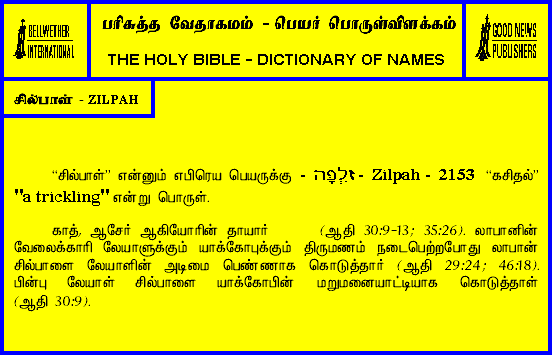 BELLWETHER
INTERNATIONAL
பரிசுத்த வேதாகமம் - பெயர் பொருள்விளக்கம்
THE HOLY BIBLE - DICTIONARY OF NAMES
GOOD NEWS
PUBLISHERS
சில்பாள் - ZILPAH
“சில்பாள்” என்னும் எபிரெய பெயருக்கு - זִלְפָּה - Zilpah - 2153 “கசிதல்”
"a trickling" என்று பொருள்.
காத், ஆசேர் ஆகியோரின் தாயார் (ஆதி 30:9-13; 35:26). லாபானின்
வேலைக்காரி லேயாளுக்கும் யாக்கோபுக்கும் திருமணம் நடைபெற்றபோது லாபான்
சில்பாளை லேயாளின் அடிமை பெண்ணாக கொடுத்தார் (ஆதி 29:24; 46:18).
பின்பு லேயாள் சில்பாளை யாக்கோபின் மறுமனையாட்டியாக கொடுத்தாள்
(ஆதி 30:9).